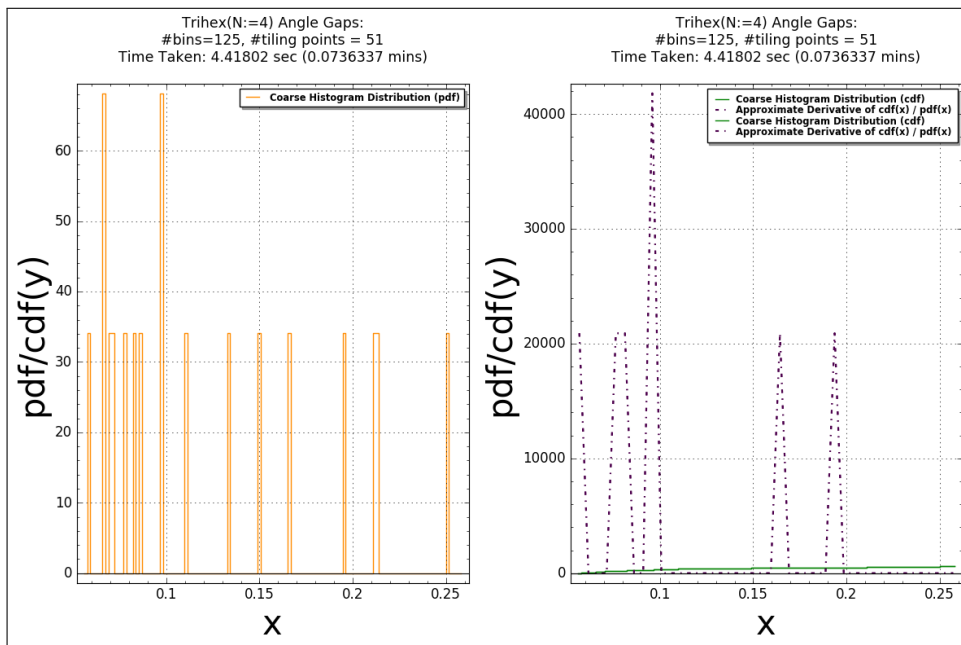 Trihex(N:=4) Angle Gaps:
#bins=125, #tiling points = 51
Time Taken: 4.41802 sec (0.0736337 mins)
Coarse Histogram Distribution (pdf)
60
50
40
30
20
10
0
0.1
0.15
0.2
0.25
pdf/cdf(y)
x
Trihex(N:=4) Angle Gaps:
#bins=125, #tiling points = 51
Time Taken: 4.41802 sec (0.0736337 mins)
Coarse Histogram Distribution (cdf)
Approximate Derivative of cdf(x) / pdf(x)
Coarse Histogram Distribution (cdf)
Approximate Derivative of cdf(x) / pdf(x)
40000
30000
20000
10000
0
0.1
0.15
0.2
0.25
pdf/cdf(y)
x